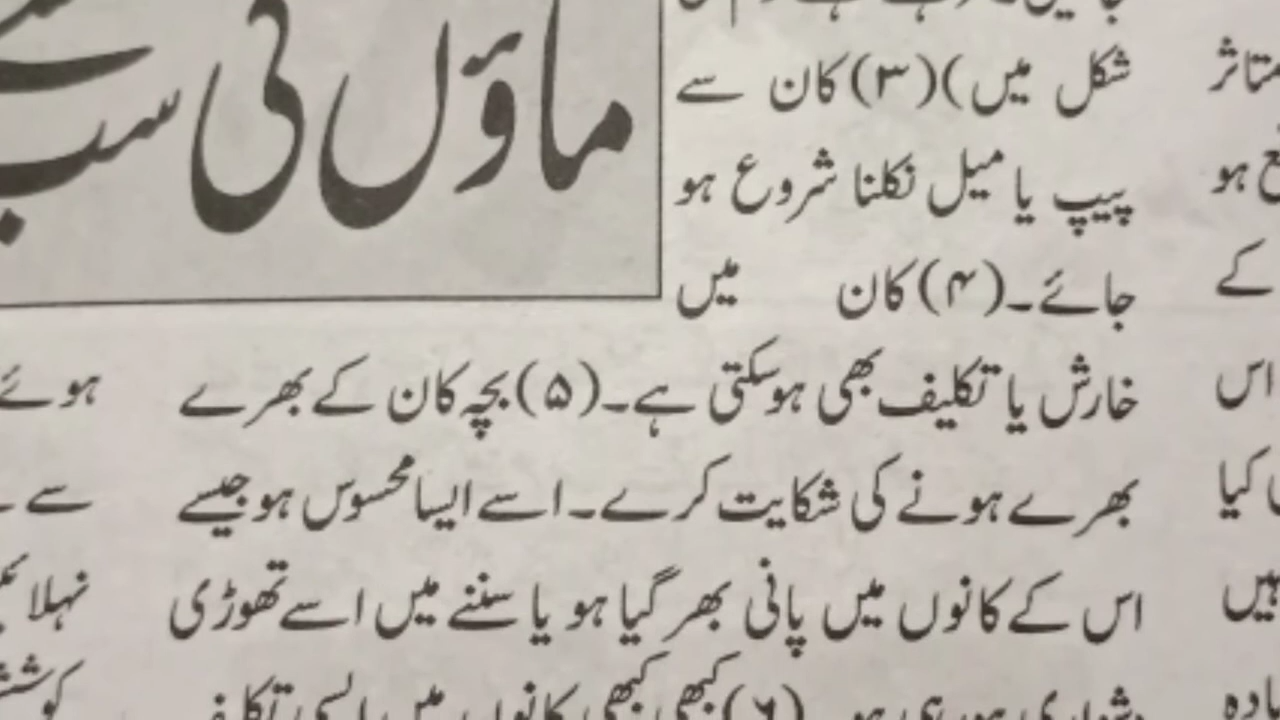 ماؤں کی
شکل میں)(۳) کان سے
پیپ یا میل نکلنا شروع ہو
جائے۔(۴) کان میں
خارش یا تکلیف بھی ہوسکتی ہے۔(۵) بچہ کان کے بھرے
بھرے ہونے کی شکایت کرے۔ اسے ایسا محسوس ہو جیسے
اس کے کانوں میں پانی بھر گیا ہو یا سننے میں اسے تھوڑی
(۶) کبھی کبھی کانوں میں ایسی
متاثر
ہو
کے
اس
کیا
ہیں
ہوئے
سے